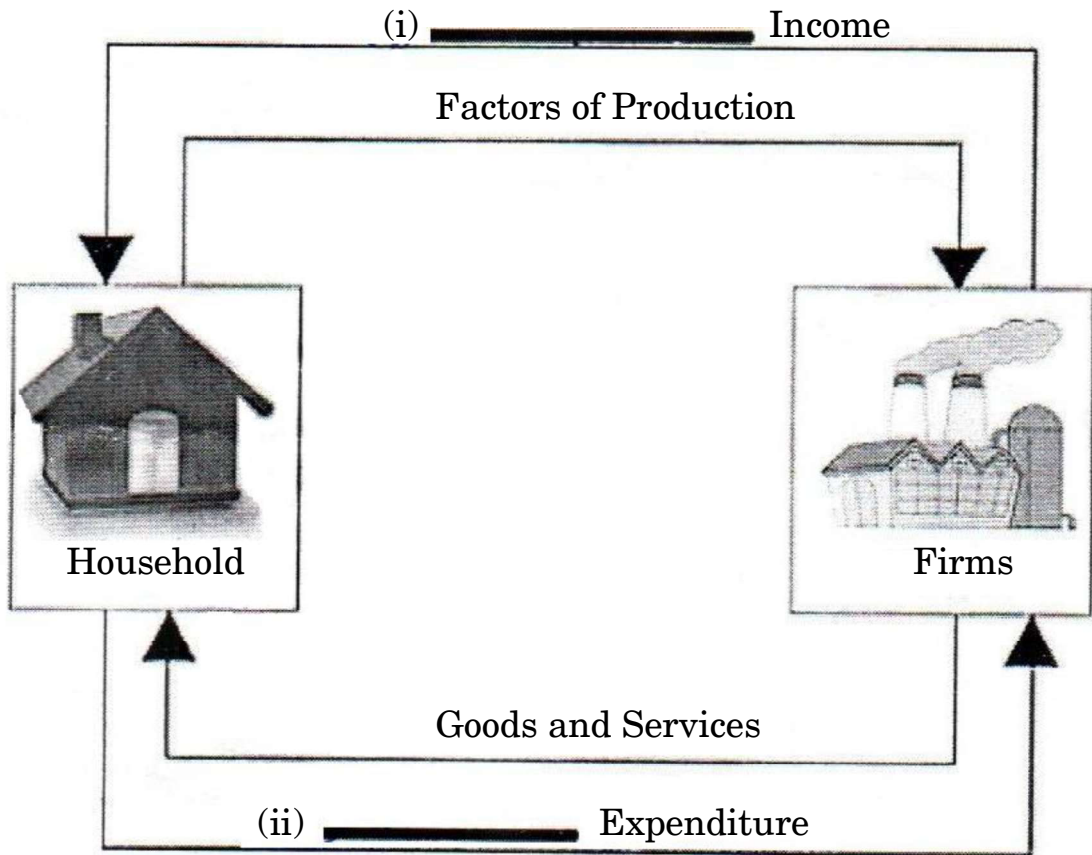 (i) Income
Factors of Production
Household
Firms
Goods and Services
(ii) Expenditure